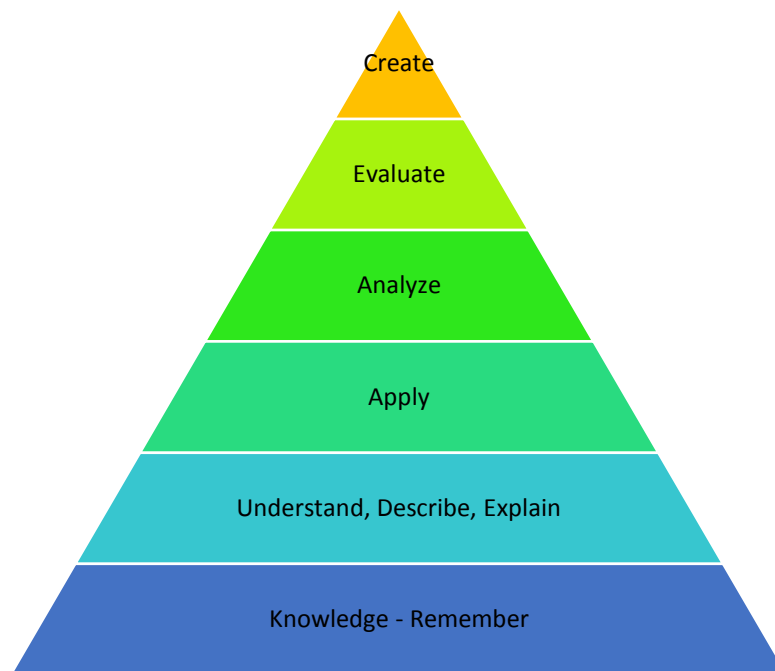 Create
Evaluate
Analyze
Apply
Understand, Describe, Explain
Knowledge - Remember